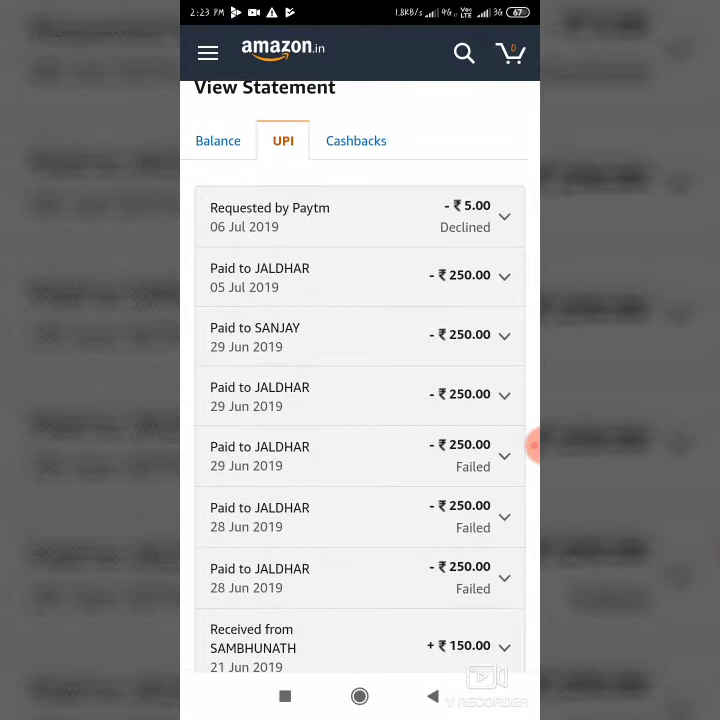 2:23 PM 1.8KB/s 4G Vo LTE 3G 67
amazon.in
0
View Statement
Balance UPI Cashbacks
Requested by Paytm - ₹ 5.00
06 Jul 2019 Declined
Paid to JALDHAR - ₹ 250.00
05 Jul 2019
Paid to SANJAY - ₹ 250.00
29 Jun 2019
Paid to JALDHAR - ₹ 250.00
29 Jun 2019
Paid to JALDHAR - ₹ 250.00
29 Jun 2019 Failed
Paid to JALDHAR - ₹ 250.00
28 Jun 2019 Failed
Paid to JALDHAR - ₹ 250.00
28 Jun 2019 Failed
Received from
SAMBHUNATH + ₹ 150.00
21 Jun 2019
V RECORDER